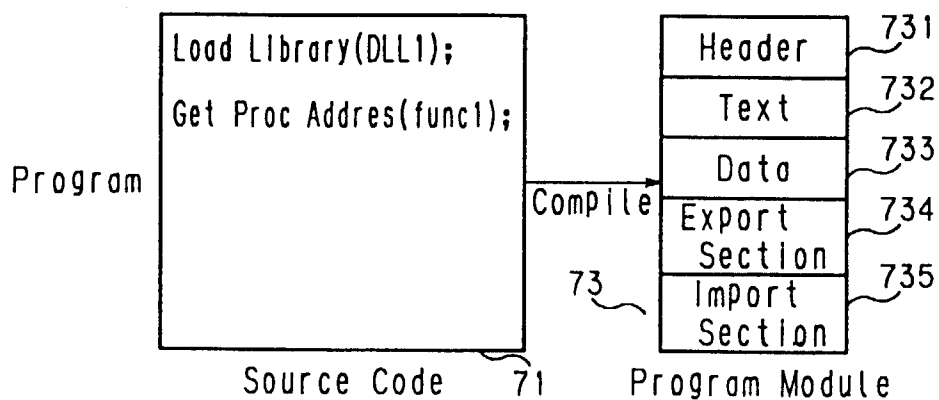 Load Library(DLL1);
Get Proc Addres(func1);
Program
Compile
Source Code
71
Header
731
Text
732
Data
733
Export
Section
734
Import
Section
735
73
Program Module